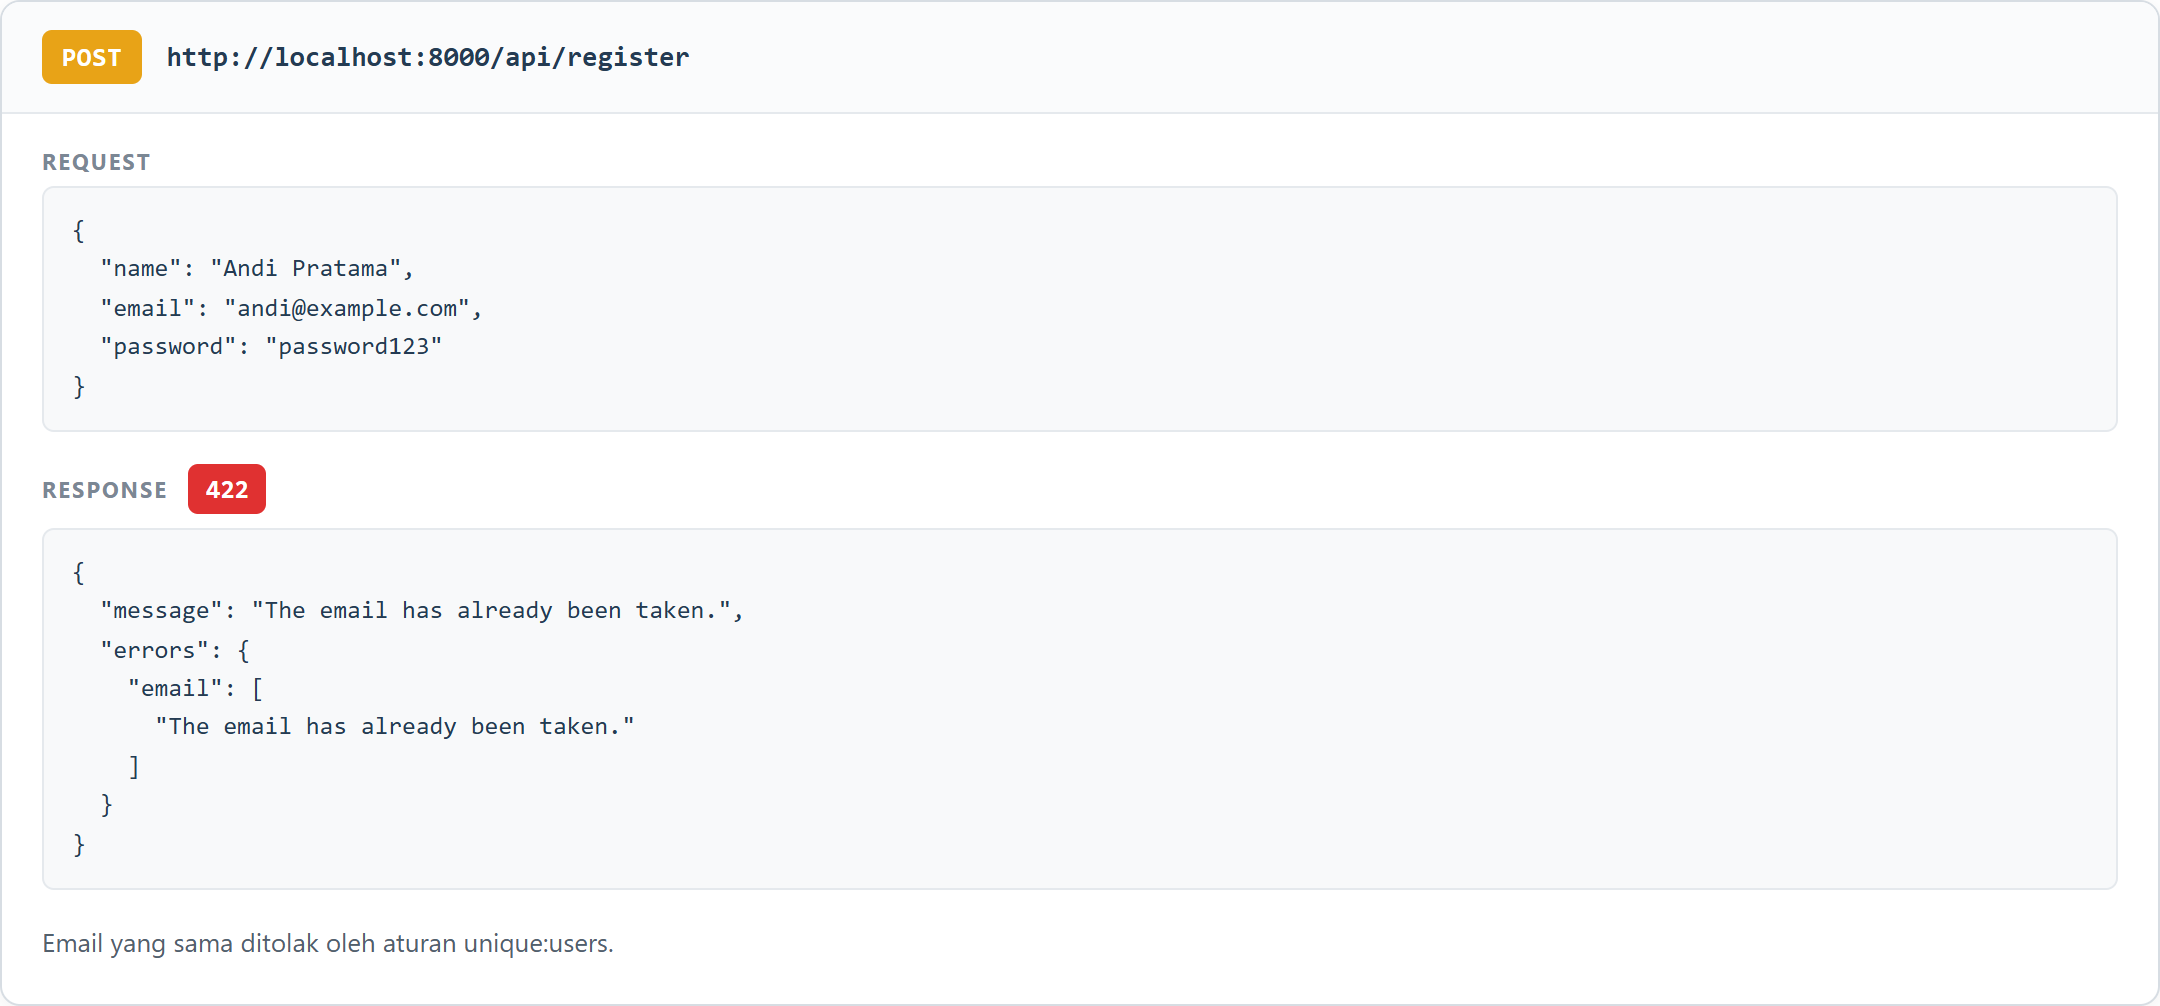 POST http://localhost:8000/api/register
REQUEST
{
  "name": "Andi Pratama",
  "email": "andi@example.com",
  "password": "password123"
}
RESPONSE 422
{
  "message": "The email has already been taken.",
  "errors": {
    "email": [
      "The email has already been taken."
    ]
  }
}
Email yang sama ditolak oleh aturan unique:users.